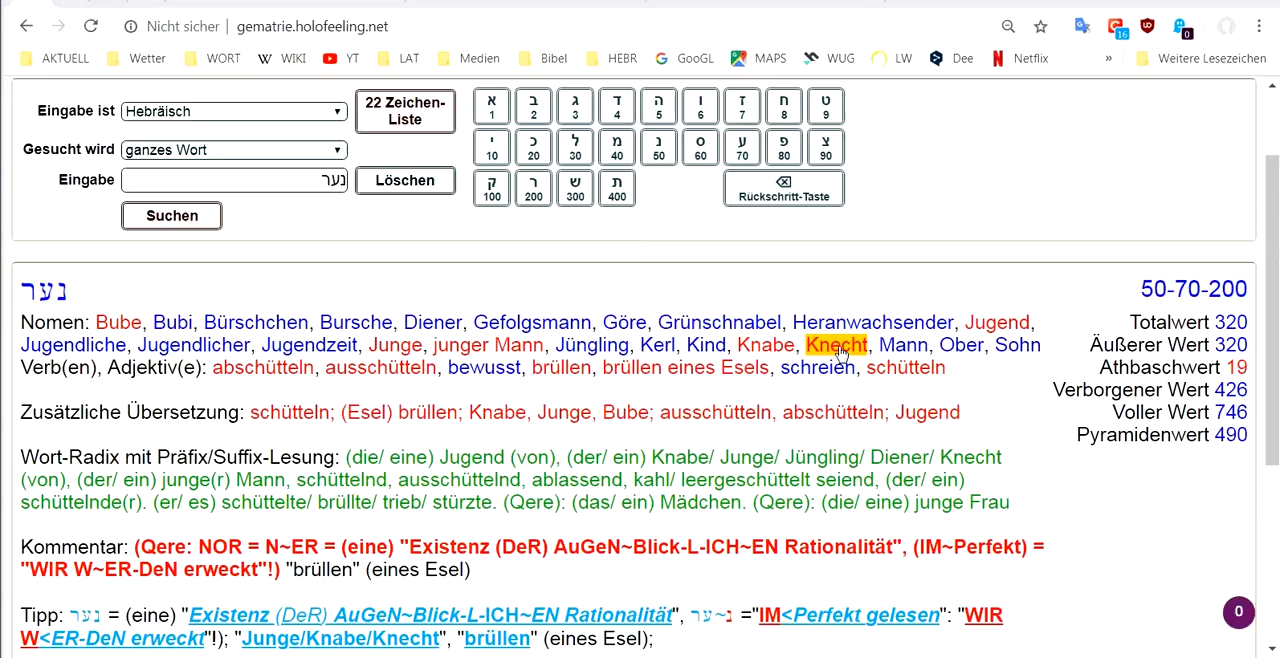 Nicht sicher | gematrie.holofeeling.net
16
0
AKTUELL Wetter WORT W WIKI YT LAT Medien Bibel HEBR G GooGL MAPS WUG LW Dee N Netflix » Weitere Lesezeichen
Eingabe ist Hebräisch
22 Zeichen-Liste
Gesucht wird ganzes Wort
Eingabe נער Löschen
Suchen
א ב ג ד ה ו ז ח ט
1 2 3 4 5 6 7 8 9
י כ ל מ נ ס ע פ צ
10 20 30 40 50 60 70 80 90
ק ר ש ת
100 200 300 400 Rückschritt-Taste
נער 50-70-200
Nomen: Bube, Bubi, Bürschchen, Bursche, Diener, Gefolgsmann, Göre, Grünschnabel, Heranwachsender, Jugend,
Jugendliche, Jugendlicher, Jugendzeit, Junge, junger Mann, Jüngling, Kerl, Kind, Knabe, Knecht, Mann, Ober, Sohn
Verb(en), Adjektiv(e): abschütteln, ausschütteln, bewusst, brüllen, brüllen eines Esels, schreien, schütteln
Totalwert 320
Äußerer Wert 320
Athbaschwert 19
Verborgener Wert 426
Voller Wert 746
Pyramidenwert 490
Zusätzliche Übersetzung: schütteln; (Esel) brüllen; Knabe, Junge, Bube; ausschütteln, abschütteln; Jugend
Wort-Radix mit Präfix/Suffix-Lesung: (die/ eine) Jugend (von), (der/ ein) Knabe/ Junge/ Jüngling/ Diener/ Knecht
(von), (der/ ein) junge(r) Mann, schüttelnd, ausschüttelnd, ablassend, kahl/ leergeschüttelt seiend, (der/ ein)
schüttelnde(r). (er/ es) schüttelte/ brüllte/ trieb/ stürzte. (Qere): (das/ ein) Mädchen. (Qere): (die/ eine) junge Frau
Kommentar: (Qere: NOR = N~ER = (eine) "Existenz (DeR) AuGeN~Blick-L-ICH~EN Rationalität", (IM~Perfekt) =
"WIR W~ER-DeN erweckt"!) "brüllen" (eines Esel)
Tipp: נער = (eine) "Existenz (DeR) AuGeN~Blick-L-ICH~EN Rationalität", נ~ער ="IM<Perfekt gelesen": "WIR
W<ER-DeN erweckt"!); "Junge/Knabe/Knecht", "brüllen" (eines Esel);
0